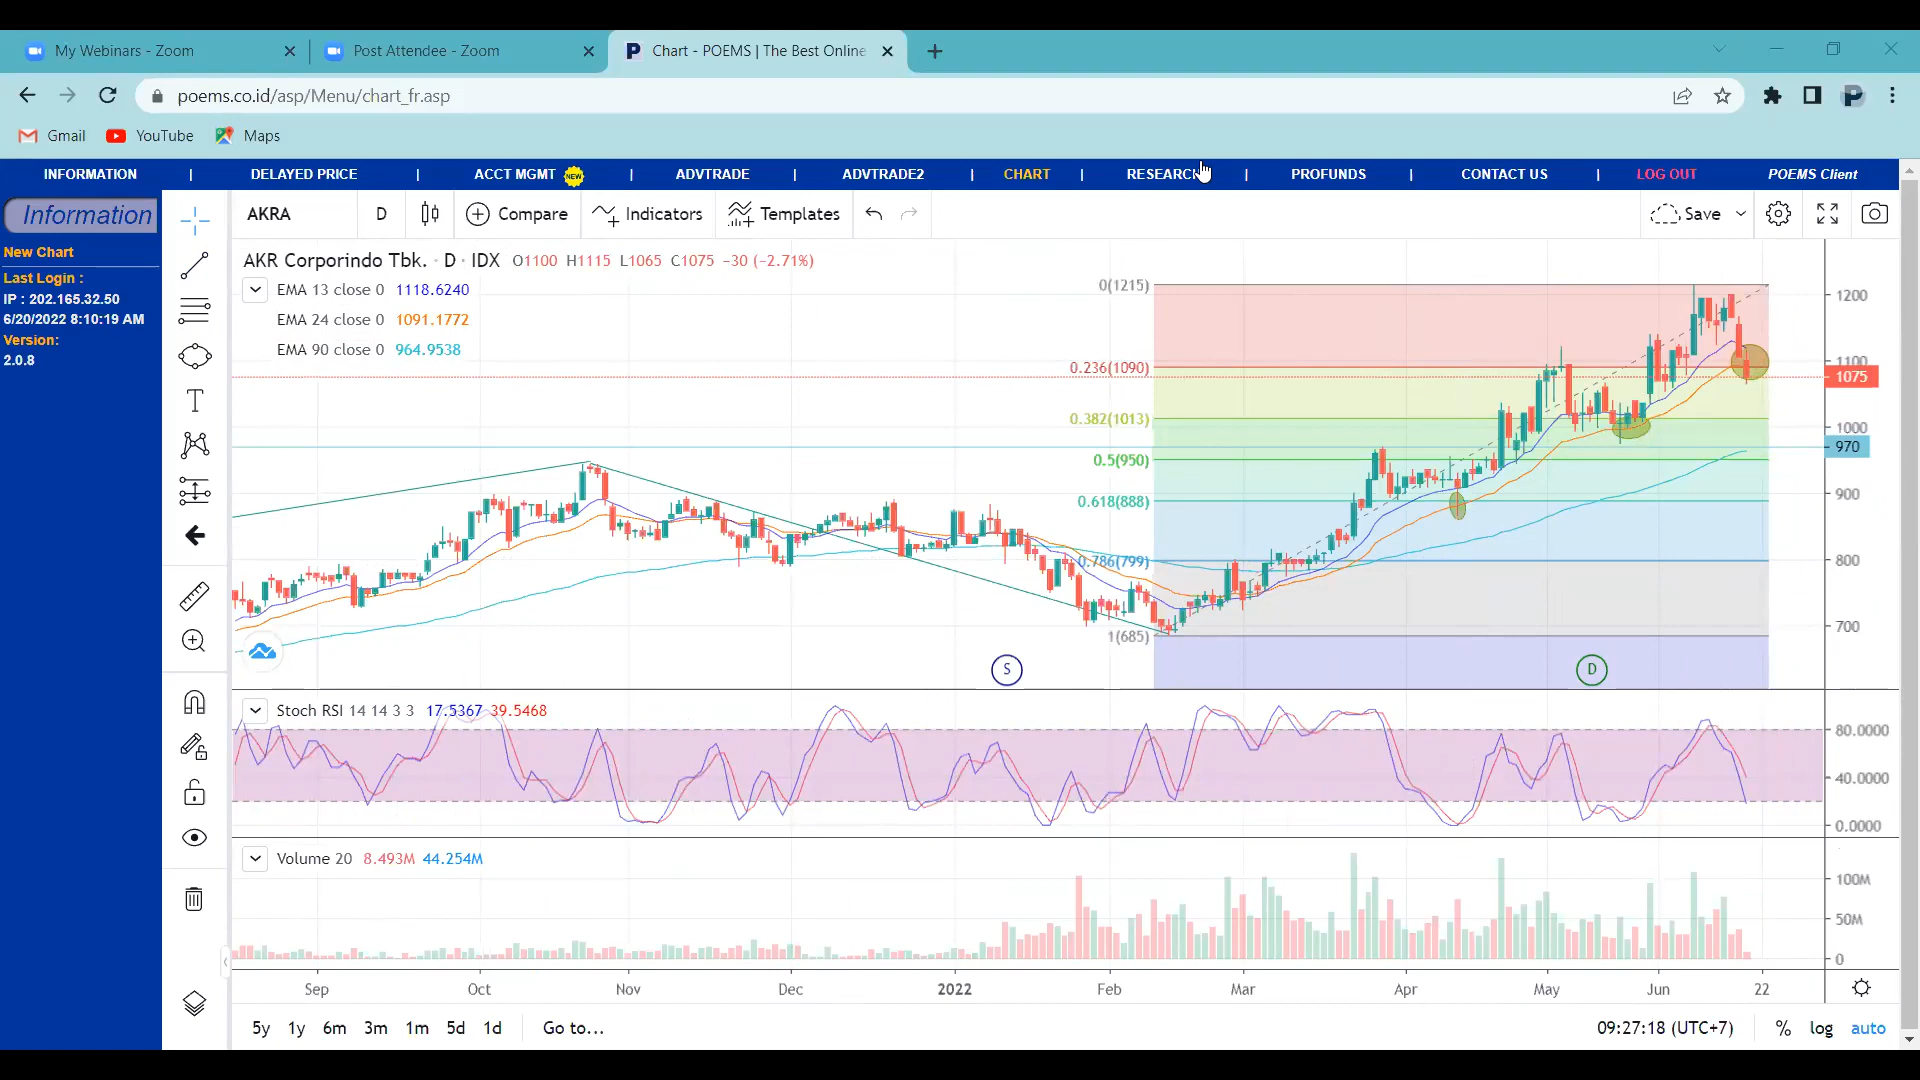 My Webinars - Zoom
Post Attendee - Zoom
Chart - POEMS | The Best Online
poems.co.id/asp/Menu/chart_fr.asp
Gmail YouTube Maps
INFORMATION | DELAYED PRICE | ACCT MGMT NEW | ADVTRADE | ADVTRADE2 | CHART | RESEARCH | PROFUNDS | CONTACT US | LOG OUT POEMS Client
Information
New Chart
Last Login :
IP : 202.165.32.50
6/20/2022 8:10:19 AM
Version:
2.0.8
AKRA D Compare Indicators Templates Save
AKR Corporindo Tbk. · D · IDX O1100 H1115 L1065 C1075 −30 (−2.71%)
EMA 13 close 0 1118.6240
EMA 24 close 0 1091.1772
EMA 90 close 0 964.9538
0(1215)
0.236(1090)
0.382(1013)
0.5(950)
0.618(888)
0.786(799)
1(685)
1200
1100
1075
1000
970
900
800
700
S
D
Stoch RSI 14 14 3 3 17.5367 39.5468
80.0000
40.0000
0.0000
Volume 20 8.493M 44.254M
100M
50M
0
Sep Oct Nov Dec 2022 Feb Mar Apr May Jun 22
5y 1y 6m 3m 1m 5d 1d Go to... 09:27:18 (UTC+7) % log auto